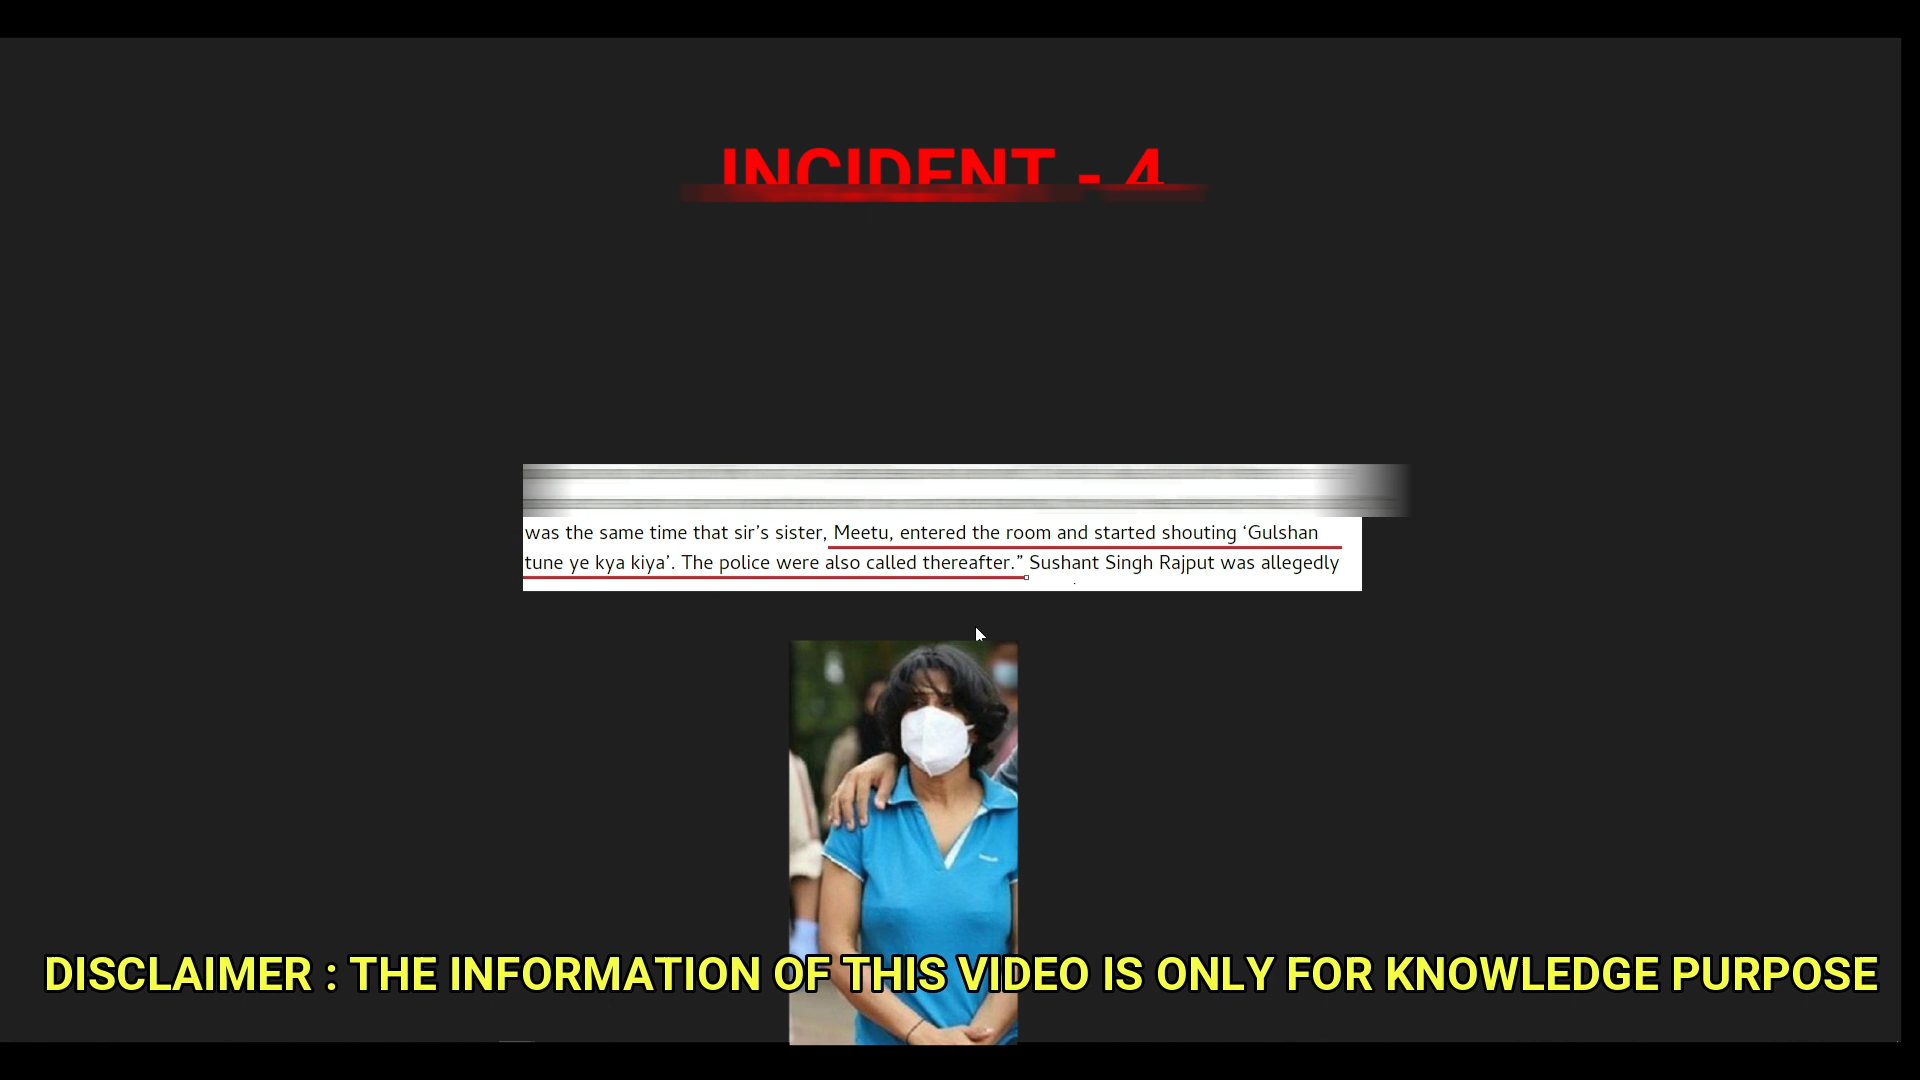 INCIDENT - 4
was the same time that sir’s sister, Meetu, entered the room and started shouting ‘Gulshan
tune ye kya kiya’. The police were also called thereafter.” Sushant Singh Rajput was allegedly
DISCLAIMER : THE INFORMATION OF THIS VIDEO IS ONLY FOR KNOWLEDGE PURPOSE